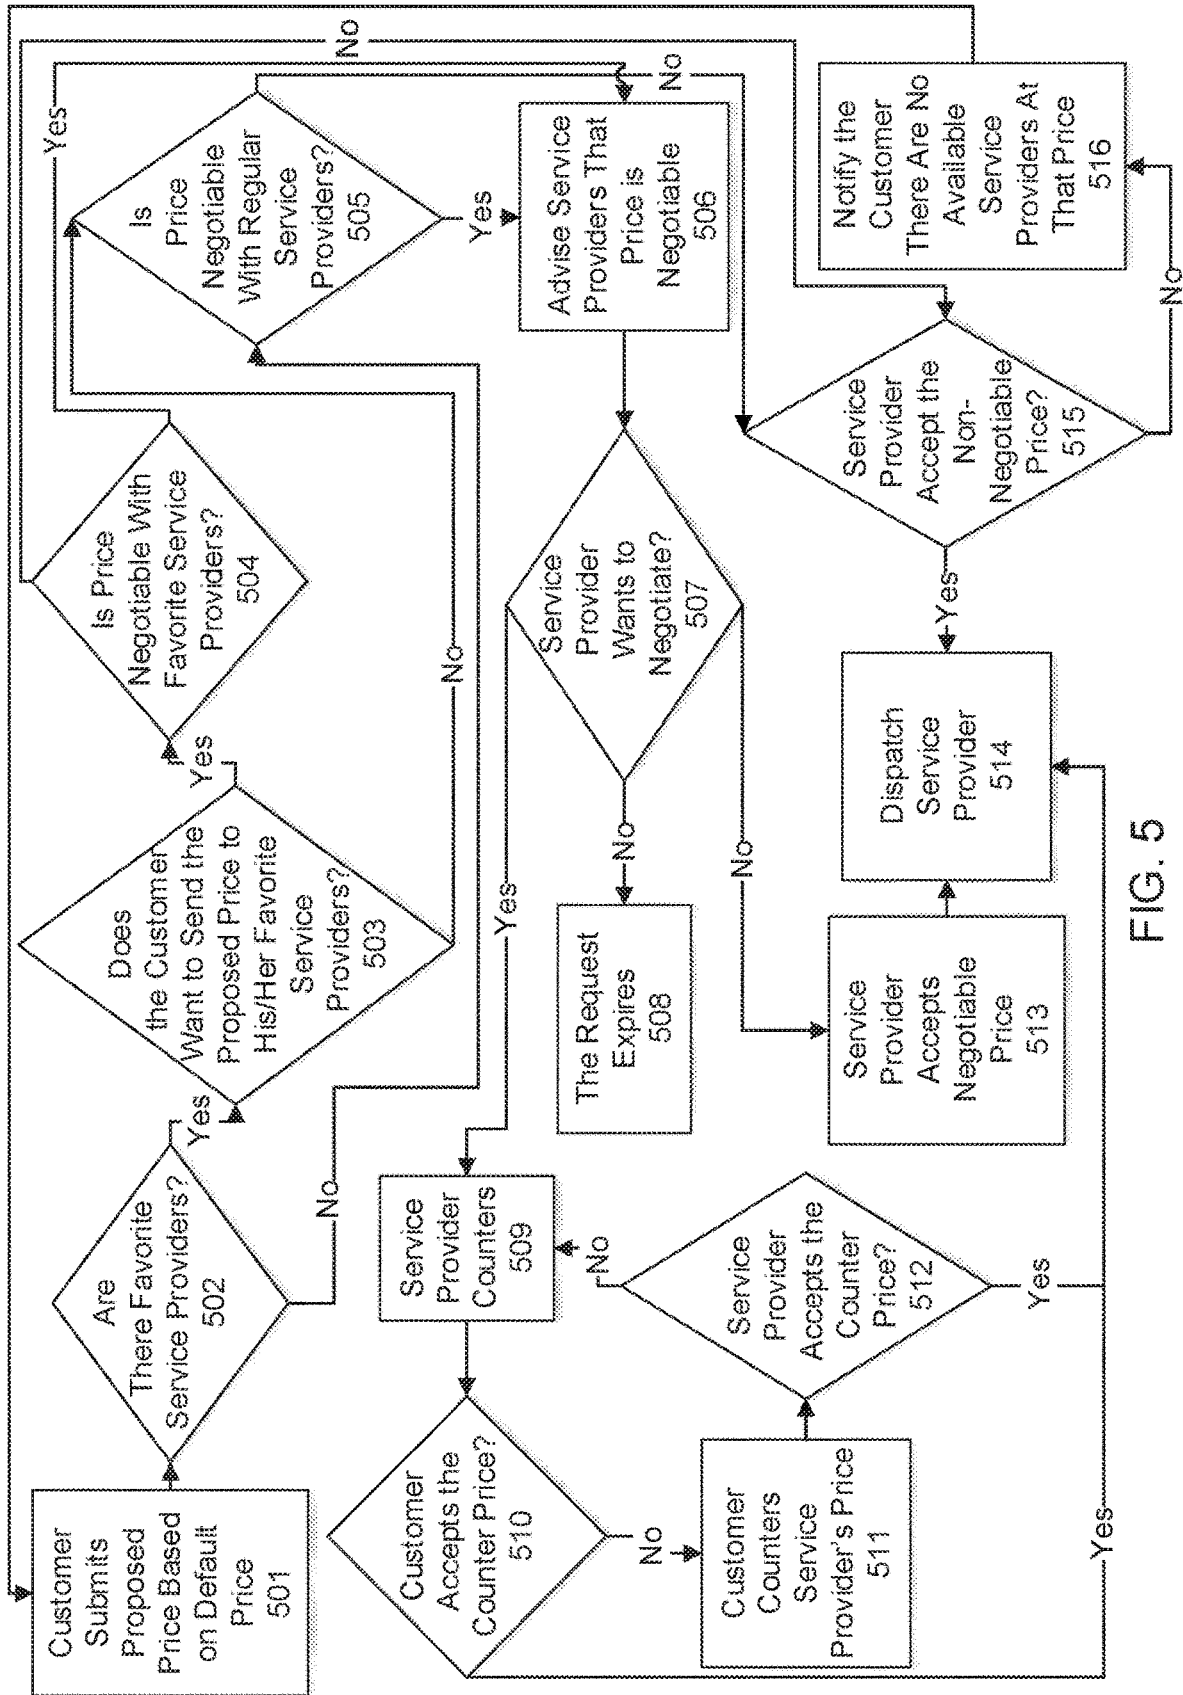 Customer
Submits
Proposed
Price Based
on Default
Price
501
Are
There Favorite
Service Providers?
502
Yes
No
Does
the Customer
Want to Send the
Proposed Price to
His/Her Favorite
Service
Providers?
503
Yes
No
Is Price
Negotiable With
Favorite Service
Providers?
504
Yes
No
Is
Price
Negotiable
With Regular
Service
Providers?
505
Yes
No
Advise Service
Providers That
Price is
Negotiable
506
Service
Provider
Wants to
Negotiate?
507
Yes
No
No
The Request
Expires
508
Service
Provider
Counters
509
Customer
Accepts the
Counter Price?
510
No
Yes
Customer
Counters
Service
Provider's Price
511
Service
Provider
Accepts the
Counter
Price?
512
No
Yes
Service
Provider
Accepts
Negotiable
Price
513
Dispatch
Service
Provider
514
Service
Provider
Accept the
Non-
Negotiable
Price?
515
Yes
No
Notify the
Customer
There Are No
Available
Service
Providers At
That Price
516
FIG. 5